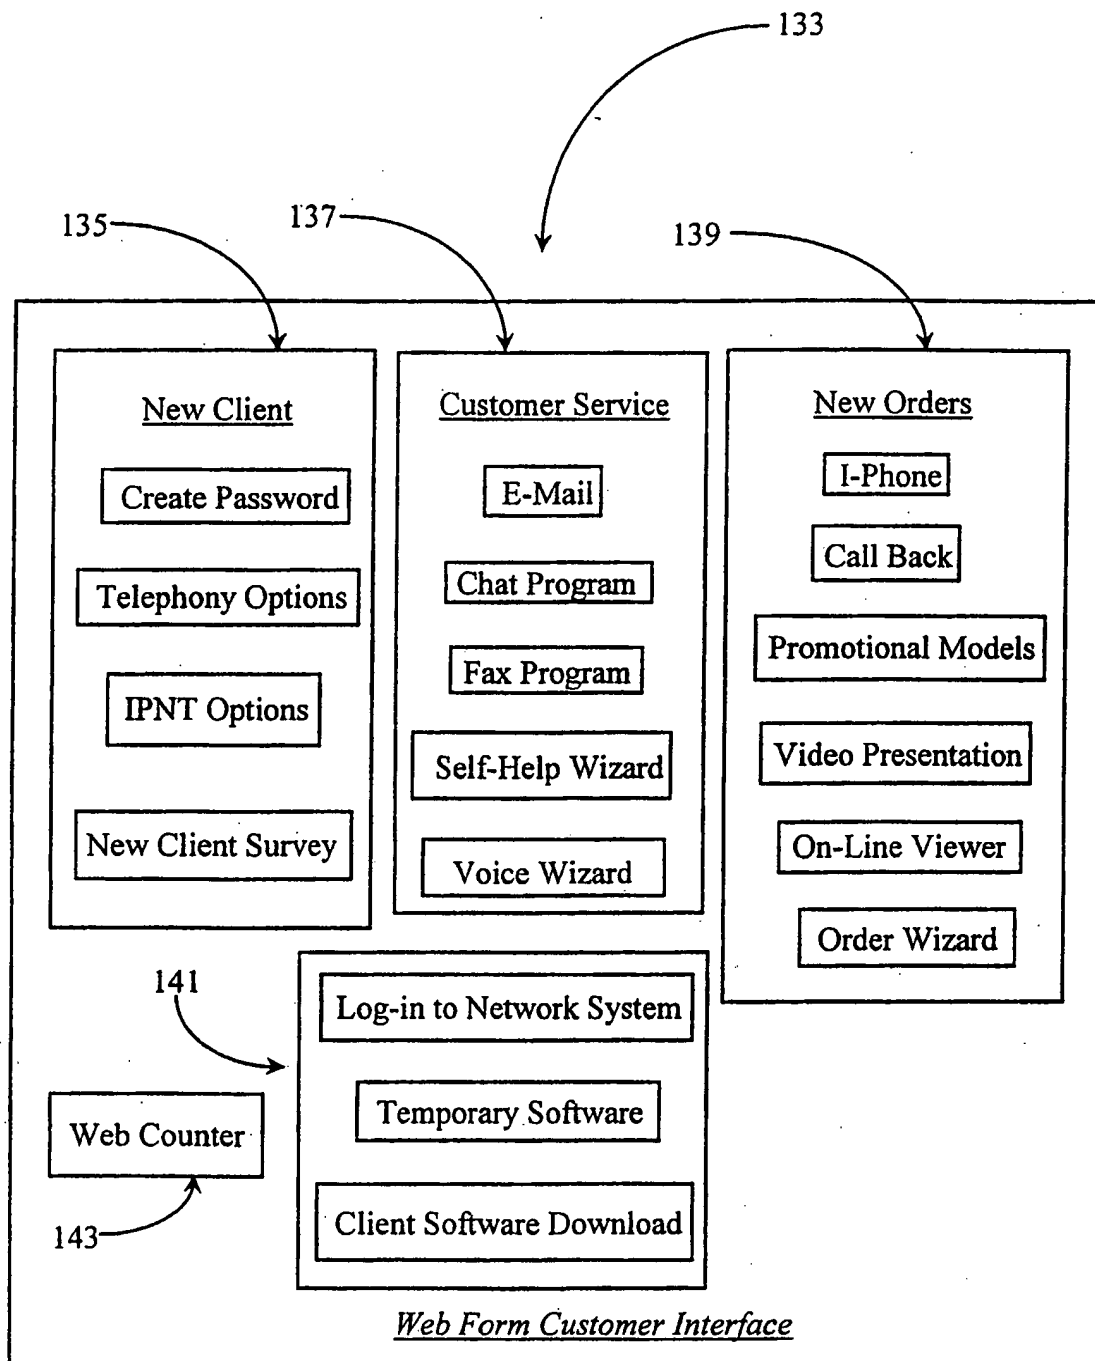 133
135
137
139
New Client
Create Password
Telephony Options
IPNT Options
New Client Survey
Customer Service
E-Mail
Chat Program
Fax Program
Self-Help Wizard
Voice Wizard
New Orders
I-Phone
Call Back
Promotional Models
Video Presentation
On-Line Viewer
Order Wizard
141
Log-in to Network System
Temporary Software
Client Software Download
Web Counter
143
Web Form Customer Interface